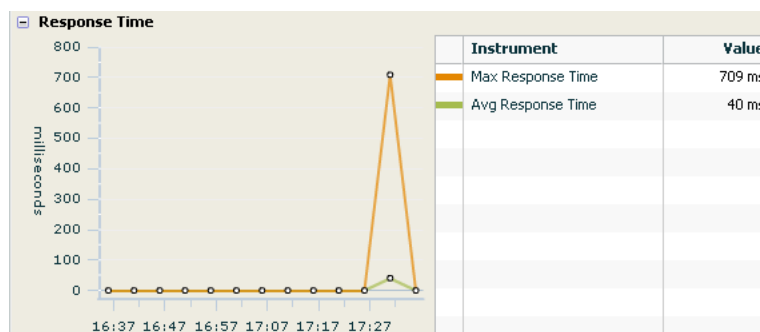 Response Time
800
700
600
500
400
300
200
100
0
milliseconds
16:37 16:47 16:57 17:07 17:17 17:27
Instrument Value
Max Response Time 709 ms
Avg Response Time 40 ms